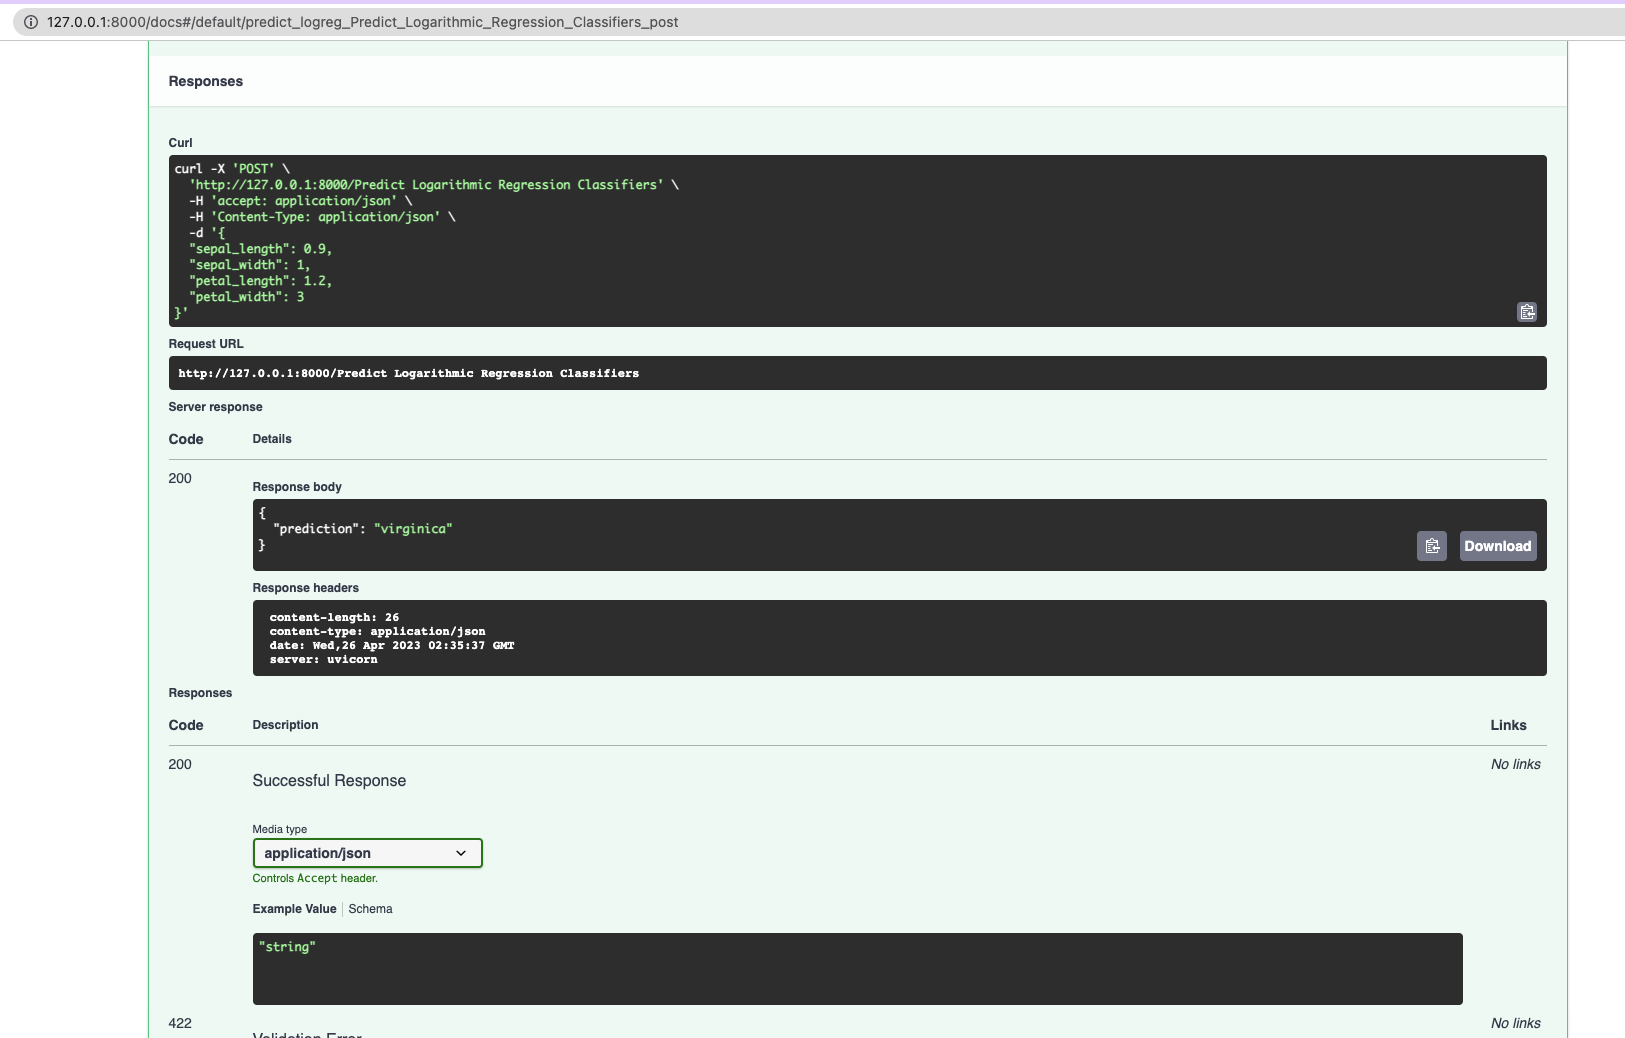 127.0.0.1:8000/docs#/default/predict_logreg_Predict_Logarithmic_Regression_Classifiers_post
Responses
Curl
curl -X 'POST' \
'http://127.0.0.1:8000/Predict Logarithmic Regression Classifiers' \
-H 'accept: application/json' \
-H 'Content-Type: application/json' \
-d '{
"sepal_length": 0.9,
"sepal_width": 1,
"petal_length": 1.2,
"petal_width": 3
}'
Request URL
http://127.0.0.1:8000/Predict Logarithmic Regression Classifiers
Server response
Code Details
200
Response body
{
"prediction": "virginica"
}
Download
Response headers
content-length: 26
content-type: application/json
date: Wed,26 Apr 2023 02:35:37 GMT
server: uvicorn
Responses
Code Description Links
200 No links
Successful Response
Media type
application/json
Controls Accept header.
Example Value Schema
"string"
422 No links
Validation Error